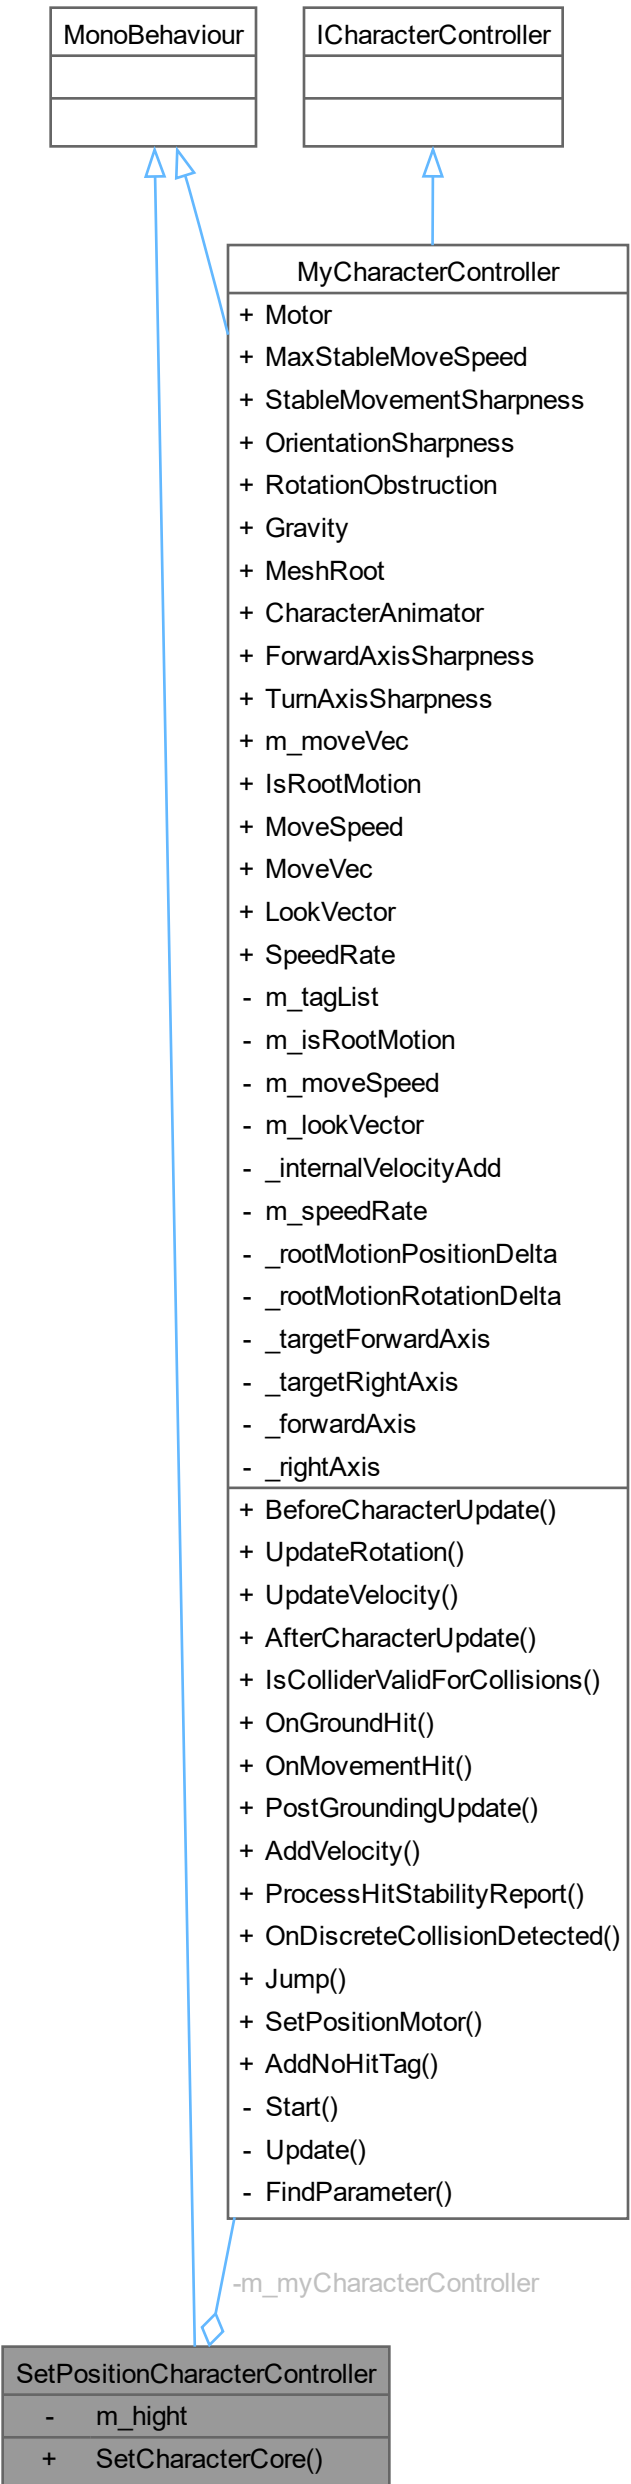 MonoBehaviour
ICharacterController
MyCharacterController
+ Motor
+ MaxStableMoveSpeed
+ StableMovementSharpness
+ OrientationSharpness
+ RotationObstruction
+ Gravity
+ MeshRoot
+ CharacterAnimator
+ ForwardAxisSharpness
+ TurnAxisSharpness
+ m_moveVec
+ IsRootMotion
+ MoveSpeed
+ MoveVec
+ LookVector
+ SpeedRate
- m_tagList
- m_isRootMotion
- m_moveSpeed
- m_lookVector
- _internalVelocityAdd
- m_speedRate
- _rootMotionPositionDelta
- _rootMotionRotationDelta
- _targetForwardAxis
- _targetRightAxis
- _forwardAxis
- _rightAxis
+ BeforeCharacterUpdate()
+ UpdateRotation()
+ UpdateVelocity()
+ AfterCharacterUpdate()
+ IsColliderValidForCollisions()
+ OnGroundHit()
+ OnMovementHit()
+ PostGroundingUpdate()
+ AddVelocity()
+ ProcessHitStabilityReport()
+ OnDiscreteCollisionDetected()
+ Jump()
+ SetPositionMotor()
+ AddNoHitTag()
- Start()
- Update()
- FindParameter()
-m_myCharacterController
SetPositionCharacterController
- m_hight
+ SetCharacterCore()